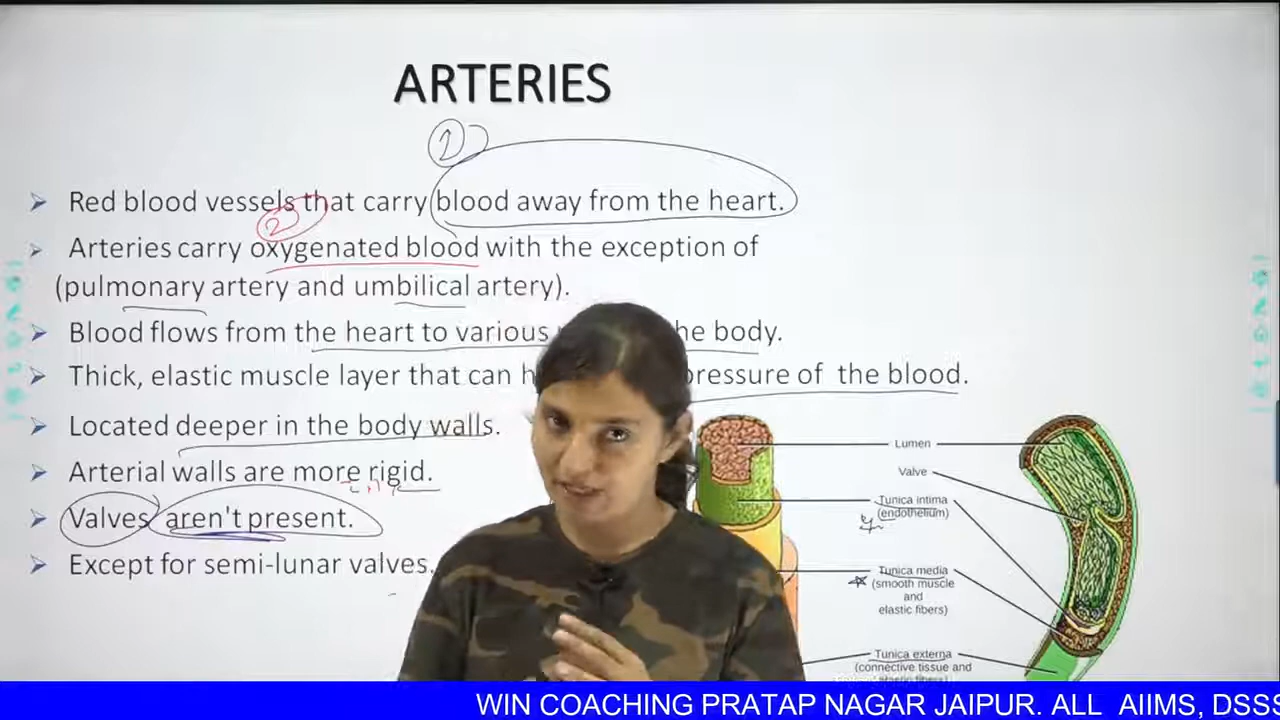 ARTERIES
1
Red blood vessels that carry blood away from the heart.
2
Arteries carry oxygenated blood with the exception of
(pulmonary artery and umbilical artery).
Blood flows from the heart to various the body.
Thick, elastic muscle layer that can pressure of the blood.
Located deeper in the body walls.
Arterial walls are more rigid.
Valves aren't present.
Except for semi-lunar valves.
Lumen
Valve
Tunica intima
(endothelium)
Tunica media
(smooth muscle
and
elastic fibers)
Tunica externa
(connective tissue and
WIN COACHING PRATAP NAGAR JAIPUR. ALL AIIMS, DSSS